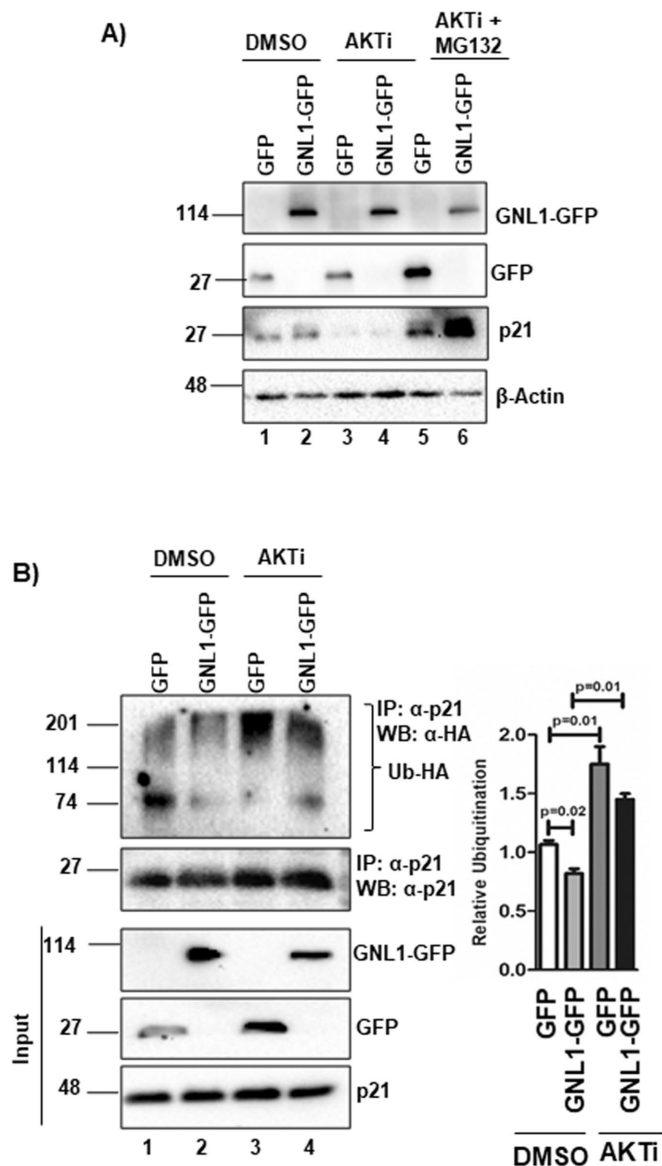 A)
DMSO AKTi AKTi +
MG132
GFP GNL1-GFP GFP GNL1-GFP GFP GNL1-GFP
114 GNL1-GFP
27 GFP
27 p21
48 β-Actin
1 2 3 4 5 6
B)
DMSO AKTi
GFP GNL1-GFP GFP GNL1-GFP
201 IP: α-p21
WB: α-HA
114
Ub-HA
74
27 IP: α-p21
WB: α-p21
Input
114 GNL1-GFP
27 GFP
48 p21
1 2 3 4
Relative Ubiquitination
2.0
1.5
1.0
0.5
0.0
p=0.01
p=0.01
p=0.02
GFP GNL1-GFP GFP GNL1-GFP
DMSO AKTi